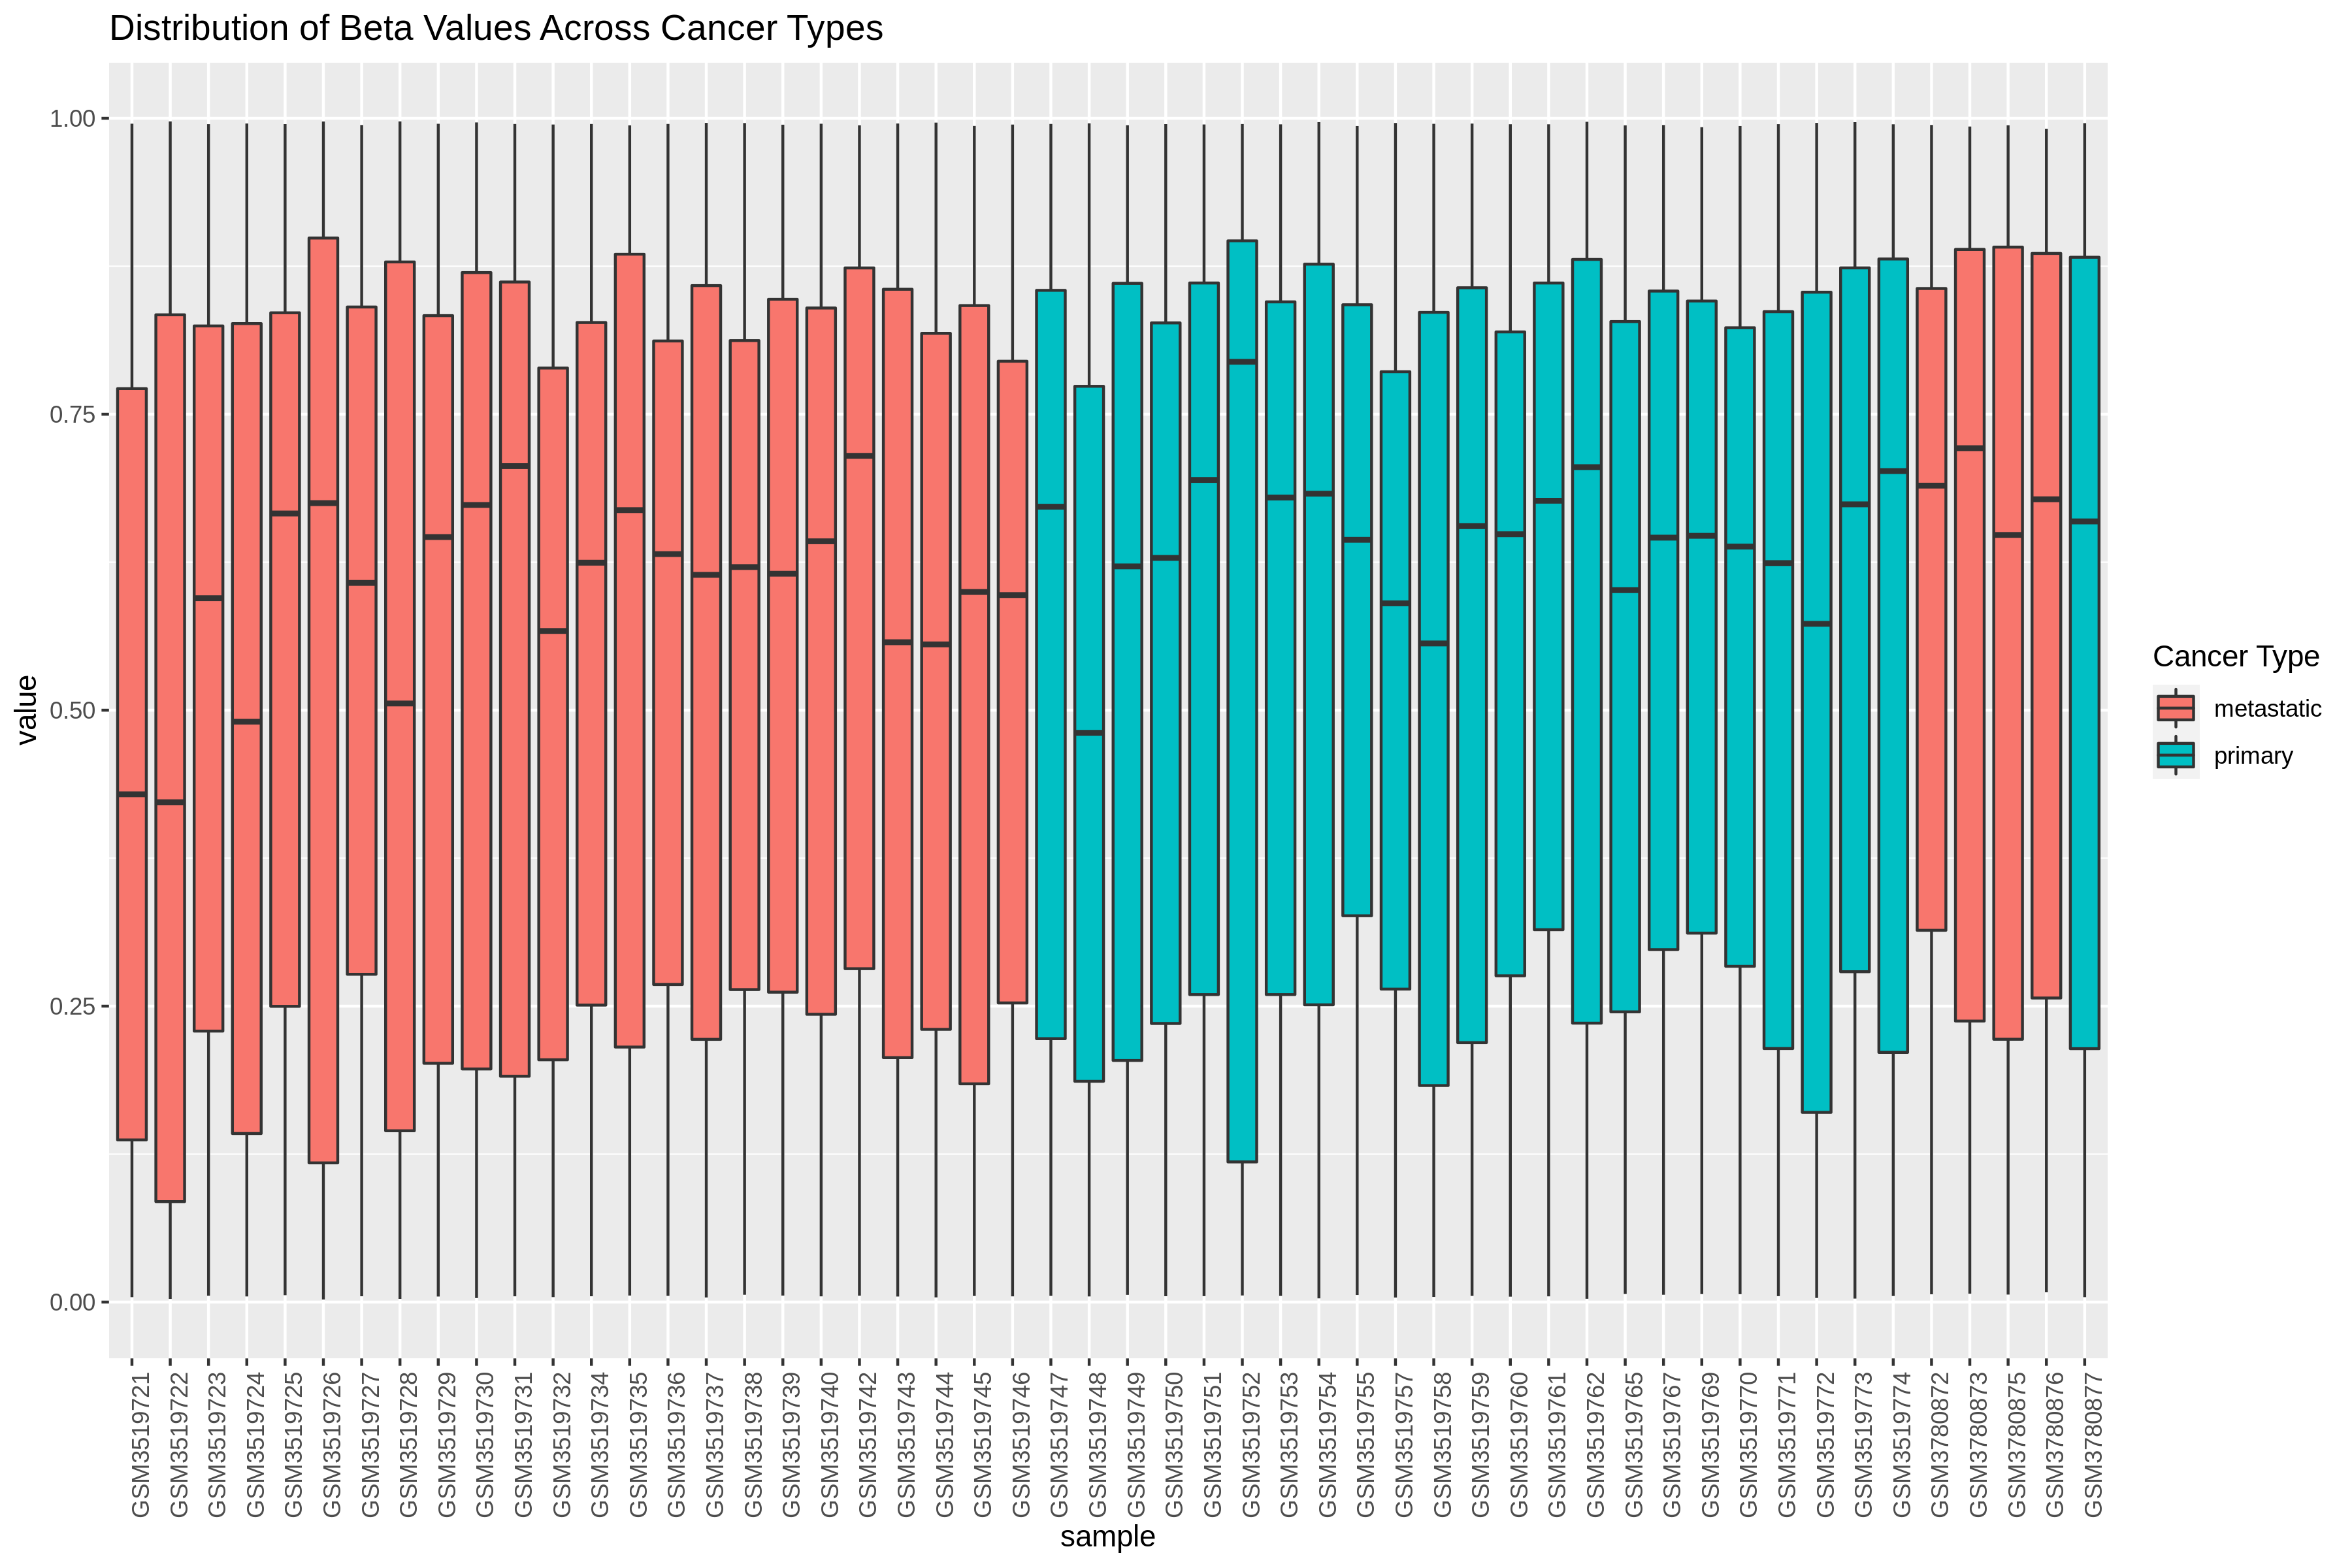 Distribution of Beta Values Across Cancer Types
1.00
0.75
0.50
0.25
0.00
value
GSM3519721
GSM3519722
GSM3519723
GSM3519724
GSM3519725
GSM3519726
GSM3519727
GSM3519728
GSM3519729
GSM3519730
GSM3519731
GSM3519732
GSM3519734
GSM3519735
GSM3519736
GSM3519737
GSM3519738
GSM3519739
GSM3519740
GSM3519742
GSM3519743
GSM3519744
GSM3519745
GSM3519746
GSM3519747
GSM3519748
GSM3519749
GSM3519750
GSM3519751
GSM3519752
GSM3519753
GSM3519754
GSM3519755
GSM3519757
GSM3519758
GSM3519759
GSM3519760
GSM3519761
GSM3519762
GSM3519765
GSM3519767
GSM3519769
GSM3519770
GSM3519771
GSM3519772
GSM3519773
GSM3519774
GSM3780872
GSM3780873
GSM3780875
GSM3780876
GSM3780877
sample
Cancer Type
metastatic
primary